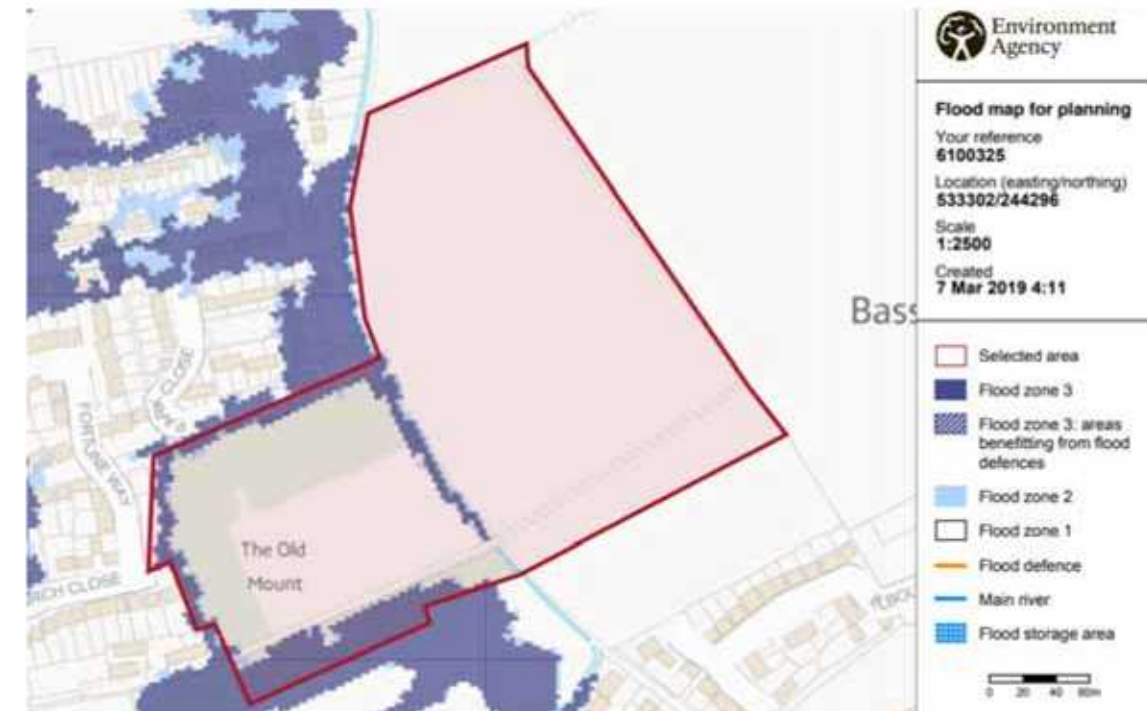 Environment
Agency
Flood map for planning
Your reference
6100325
Location (easting/northing)
533302/244296
Scale
1:2500
Created
7 Mar 2019 4:11
Selected area
Flood zone 3
Flood zone 3: areas
benefitting from flood
defences
Flood zone 2
Flood zone 1
Flood defence
Main river
Flood storage area
0 20 40 60m
Bass
CLOSE
FORTUNE WAY
The Old
Mount
CLOSE